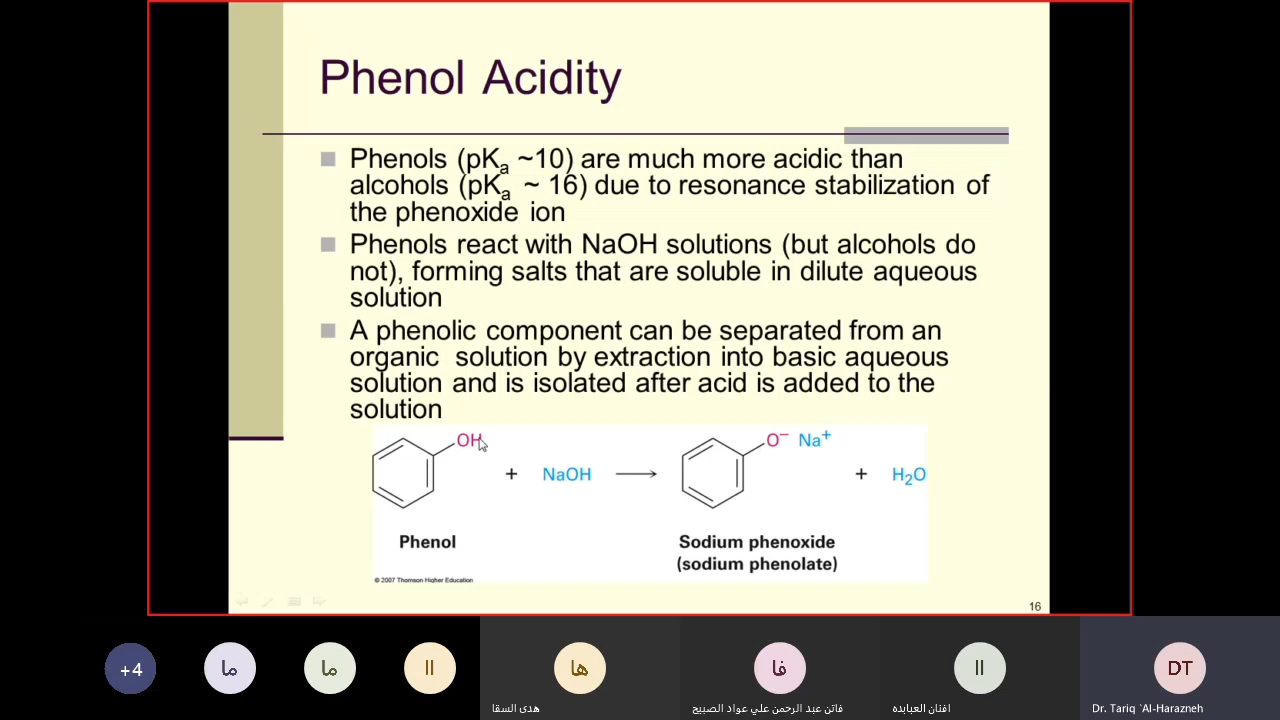 Phenol Acidity
Phenols (pKa ~10) are much more acidic than
alcohols (pKa ~ 16) due to resonance stabilization of
the phenoxide ion
Phenols react with NaOH solutions (but alcohols do
not), forming salts that are soluble in dilute aqueous
solution
A phenolic component can be separated from an
organic solution by extraction into basic aqueous
solution and is isolated after acid is added to the
solution
OH + NaOH ⟶ O⁻ Na⁺ + H₂O
Phenol
Sodium phenoxide
(sodium phenolate)
© 2007 Thomson Higher Education
16
+4
ما
ما
اا
ها
فا
اا
DT
هدى السقا
فاتن عبد الرحمن علي عواد الصبيح
افنان العبابده
Dr. Tariq `Al-Harazneh